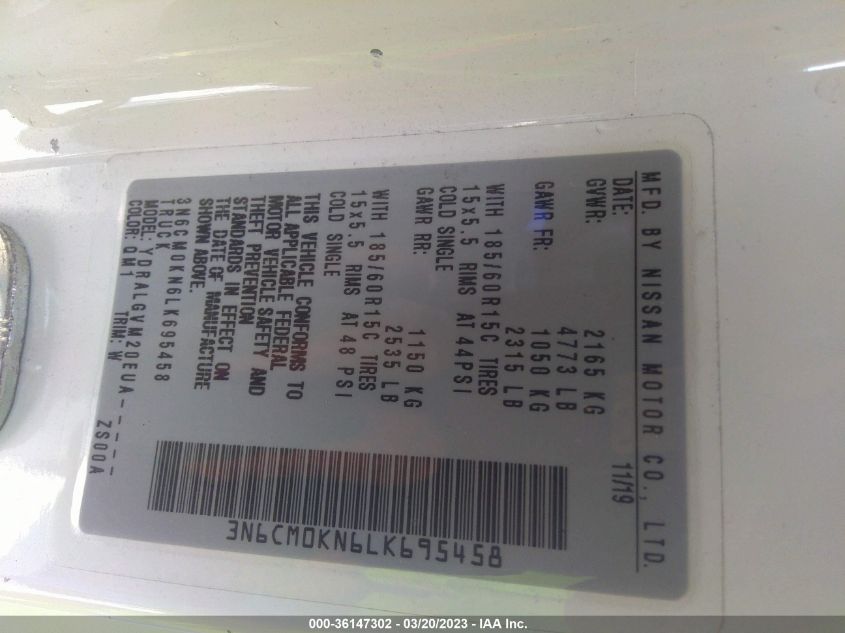 MFD. BY NISSAN MOTOR CO., LTD.
DATE: 11/19
GVWR: 2165 KG
4773 LB
GAWR FR: 1050 KG
2315 LB
WITH 185/60R15C TIRES
15x5.5 RIMS AT 44PSI
COLD SINGLE
GAWR RR: 1150 KG
2535 LB
WITH 185/60R15C TIRES
15x5.5 RIMS AT 48 PSI
COLD SINGLE
THIS VEHICLE CONFORMS TO
ALL APPLICABLE FEDERAL
MOTOR VEHICLE SAFETY AND
THEFT PREVENTION
STANDARDS IN EFFECT ON
THE DATE OF MANUFACTURE
SHOWN ABOVE.
3N6CM0KN6LK695458
TRUCK
MODEL: YDRALGVM20EUA-----
COLOR: QM1 TRIM: W ZS00A
3N6CM0KN6LK695458
000-36147302 - 03/20/2023 - IAA Inc.